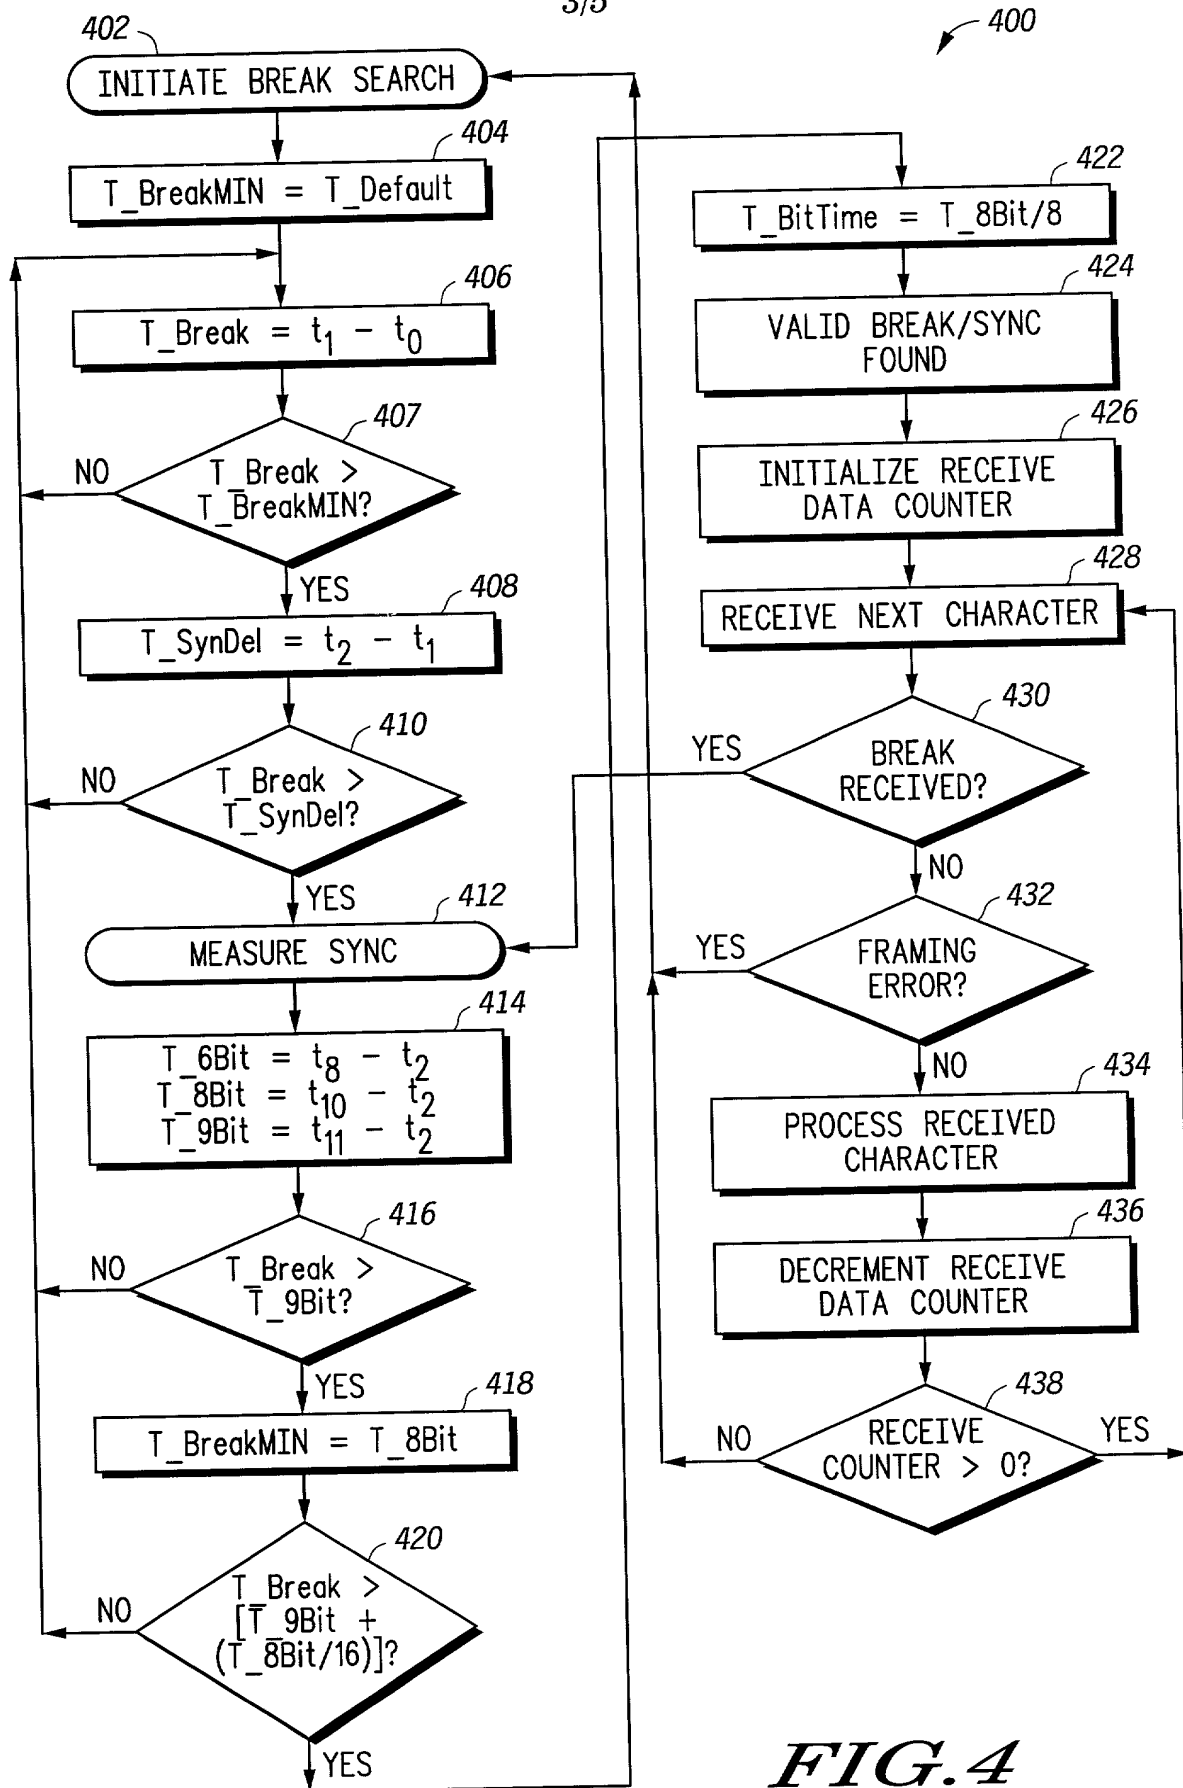 3/5
400
402
INITIATE BREAK SEARCH
404
T_BreakMIN = T_Default
406
T_Break = t1 - t0
407
T_Break >
T_BreakMIN?
NO
YES
408
T_SynDel = t2 - t1
410
T_Break >
T_SynDel?
NO
YES
412
MEASURE SYNC
414
T_6Bit = t8 - t2
T_8Bit = t10 - t2
T_9Bit = t11 - t2
416
T_Break >
T_9Bit?
NO
YES
418
T_BreakMIN = T_8Bit
420
T_Break >
[T_9Bit +
(T_8Bit/16)]?
NO
YES
422
T_BitTime = T_8Bit/8
424
VALID BREAK/SYNC
FOUND
426
INITIALIZE RECEIVE
DATA COUNTER
428
RECEIVE NEXT CHARACTER
430
BREAK
RECEIVED?
YES
NO
432
FRAMING
ERROR?
YES
NO
434
PROCESS RECEIVED
CHARACTER
436
DECREMENT RECEIVE
DATA COUNTER
438
RECEIVE
COUNTER > 0?
NO
YES
FIG.4